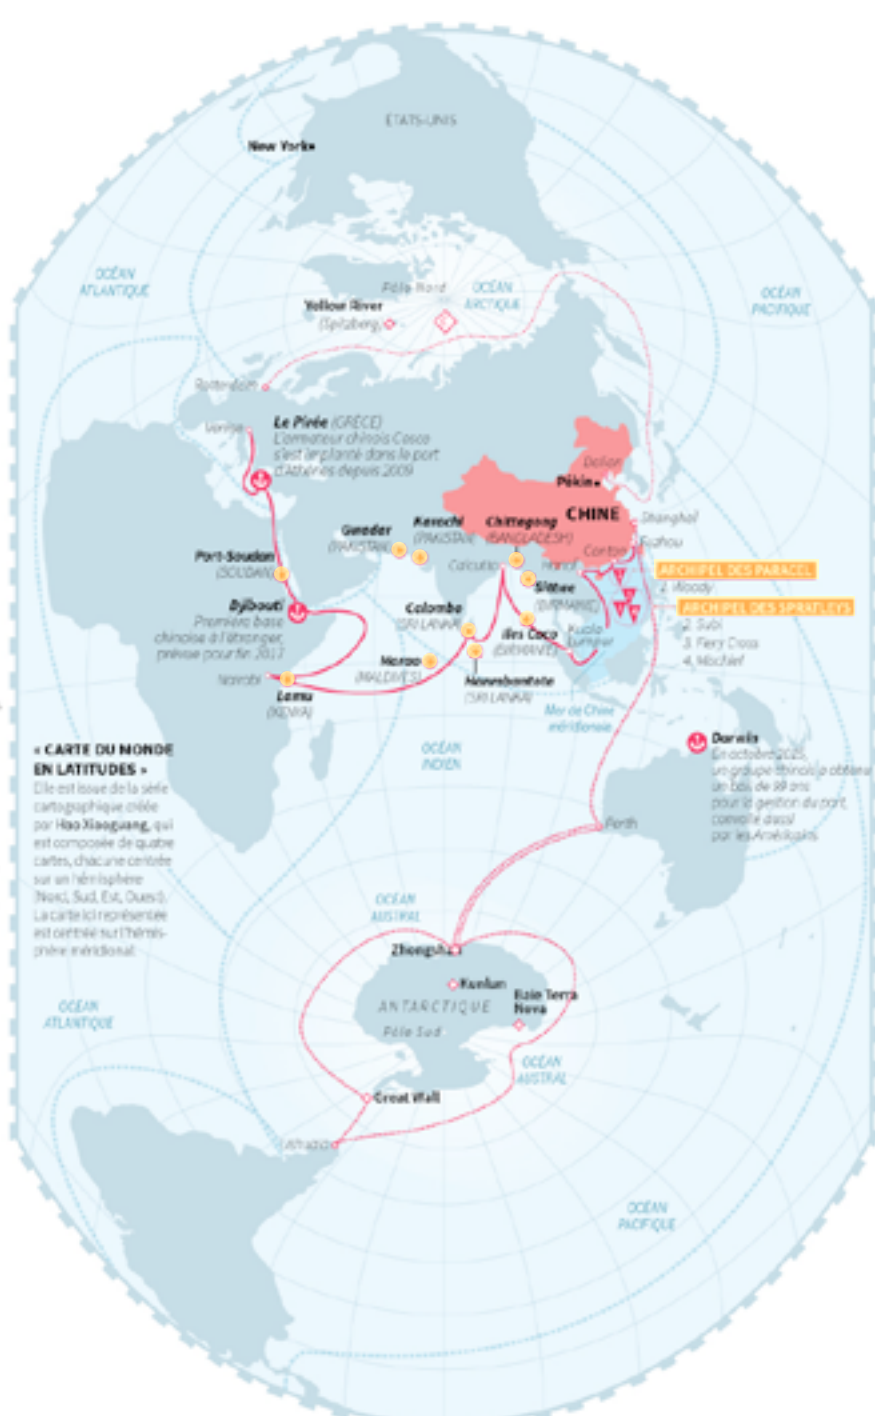 ETATS-UNIS
New York
OCÉAN
ATLANTIQUE
Pôle Nord
OCÉAN
ARCTIQUE
OCÉAN
PACIFIQUE
Yellow River
(Spitzberg)
Rotterdam
Venise
Le Pirée (GRÈCE)
L'armateur chinois Cosco
s'est implanté dans le port
d'Athènes depuis 2009
Dalian
Pékin
CHINE
Shanghaï
Fuzhou
Canton
Hanoï
Gwadar
(PAKISTAN)
Karachi
(PAKISTAN)
Chittagong
(BANGLADESH)
Calcutta
Sittwe
(BIRMANIE)
Port-Soudan
(SOUDAN)
ARCHIPEL DES PARACEL
1. Woody
ARCHIPEL DES SPRATLEYS
2. Subi
3. Fiery Cross
4. Mischief
Djibouti
Première base
chinoise à l'étranger,
prévue pour fin 2017
Colombo
(SRI LANKA)
Iles Coco
(BIRMANIE)
Kuala
Lumpur
Nairobi
Lamu
(KENYA)
Marao
(MALDIVES)
Hambantota
(SRI LANKA)
Mer de Chine
méridionale
OCÉAN
INDIEN
Darwin
En octobre 2015,
un groupe chinois a obtenu
un bail de 99 ans
pour la gestion du port,
convoité aussi
par les Américains
Perth
« CARTE DU MONDE
EN LATITUDES »
Elle est issue de la série
cartographique créée
par Hao Xiaoguang, qui
est composée de quatre
cartes, chacune centrée
sur un hémisphère
(Nord, Sud, Est, Ouest).
La carte ici représentée
est centrée sur l'hémis-
phère méridional.
OCÉAN
AUSTRAL
Zhongshan
Kunlun
ANTARCTIQUE
Baie Terra
Nova
Pôle Sud
OCÉAN
AUSTRAL
OCÉAN
ATLANTIQUE
Great Wall
Ushuaia
OCÉAN
PACIFIQUE